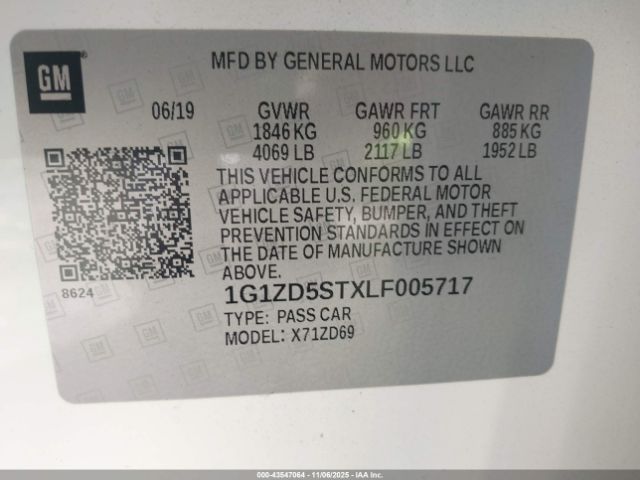 GM
MFD BY GENERAL MOTORS LLC
06/19 GVWR GAWR FRT GAWR RR
1846 KG 960 KG 885 KG
4069 LB 2117 LB 1952 LB
THIS VEHICLE CONFORMS TO ALL
APPLICABLE U.S. FEDERAL MOTOR
VEHICLE SAFETY, BUMPER, AND THEFT
PREVENTION STANDARDS IN EFFECT ON
THE DATE OF MANUFACTURE SHOWN
ABOVE.
8624
1G1ZD5STXLF005717
TYPE: PASS CAR
MODEL: X71ZD69
000-43547064 - 11/06/2025 - IAAI.CA